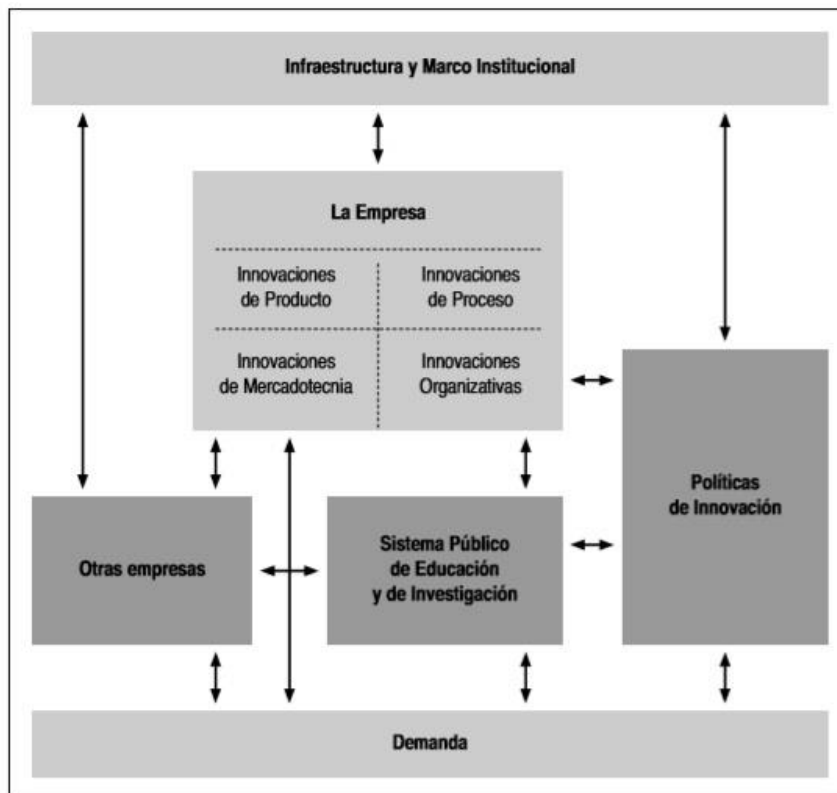 Infraestructura y Marco Institucional
La Empresa
Innovaciones
de Producto
Innovaciones
de Proceso
Innovaciones
de Mercadotecnia
Innovaciones
Organizativas
Otras empresas
Sistema Público
de Educación
y de Investigación
Políticas
de Innovación
Demanda